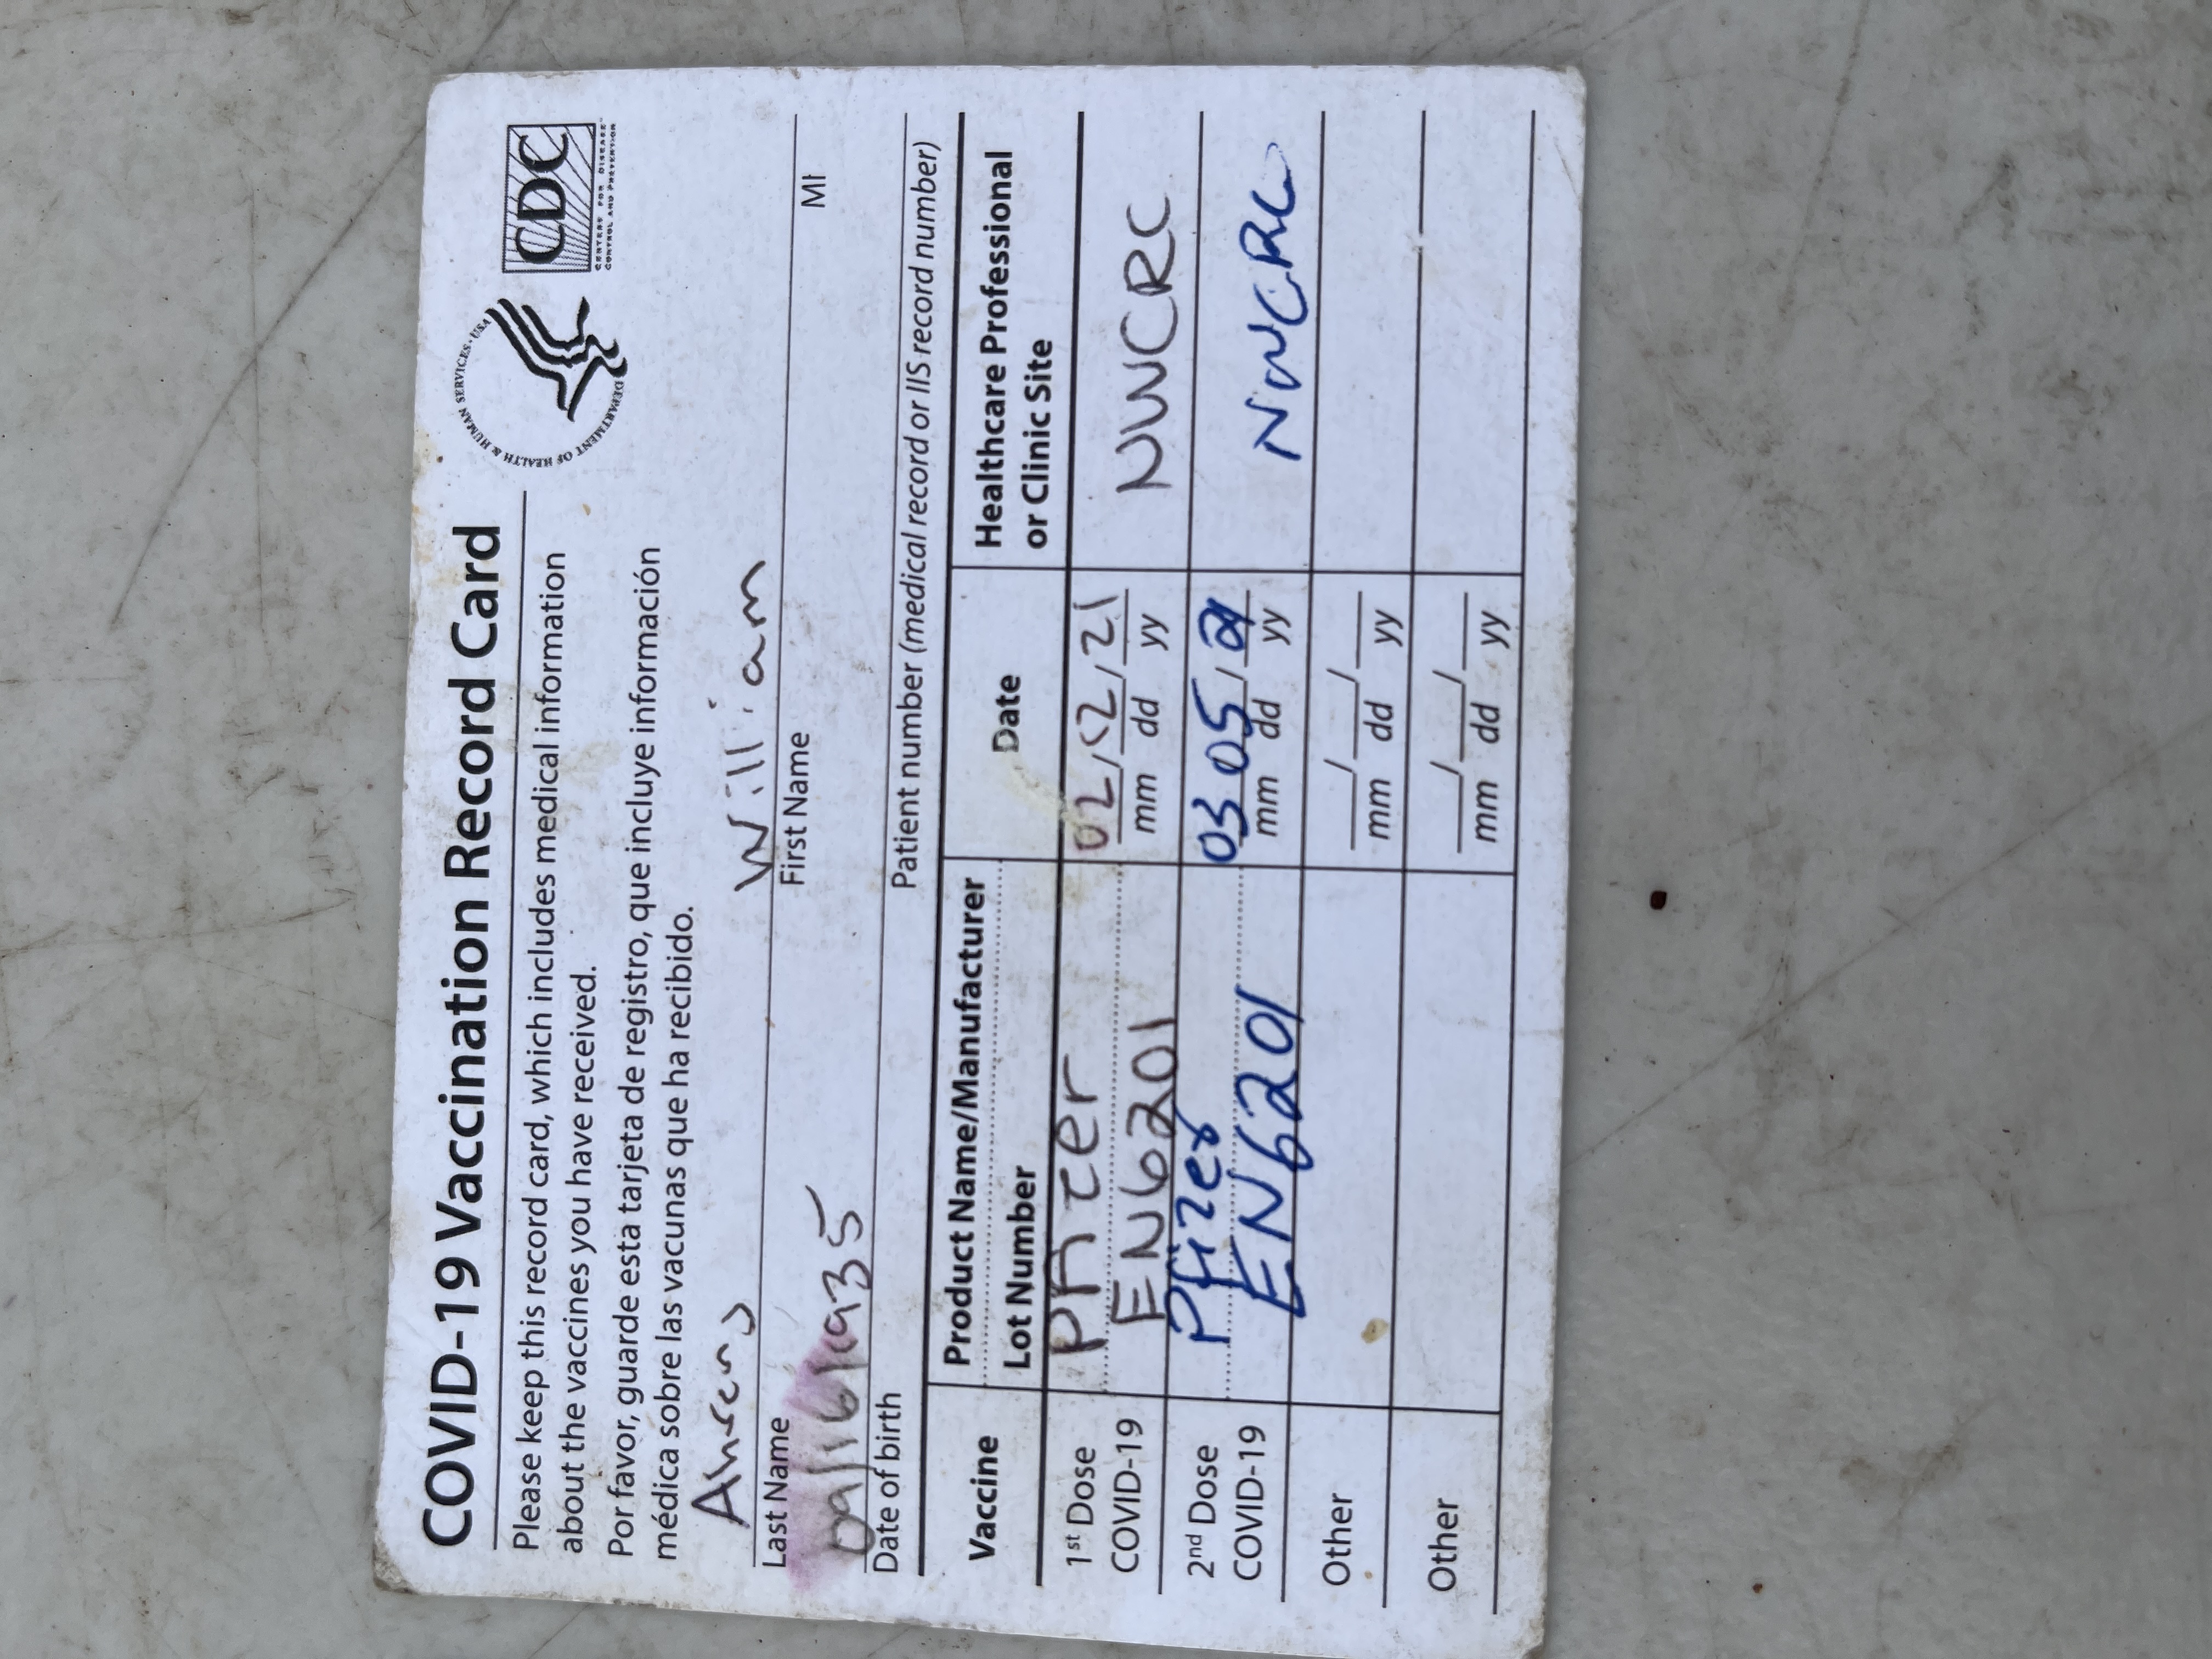 COVID-19 Vaccination Record Card
CDC
CENTERS FOR DISEASE
CONTROL AND PREVENTION
DEPARTMENT OF HEALTH & HUMAN SERVICES · USA
Please keep this record card, which includes medical information
about the vaccines you have received.
Por favor, guarde esta tarjeta de registro, que incluye información
médica sobre las vacunas que ha recibido.
William
Last Name First Name MI
09/16/1935
Date of birth Patient number (medical record or IIS record number)
Vaccine Product Name/Manufacturer Date Healthcare Professional
Lot Number or Clinic Site
1st Dose Pfizer 02/ /21 NWCRC
COVID-19 EN6201 mm dd yy
2nd Dose Pfizer 03 05/21 NWCRC
COVID-19 EN6201 mm dd yy
Other / /
mm dd yy
Other / /
mm dd yy